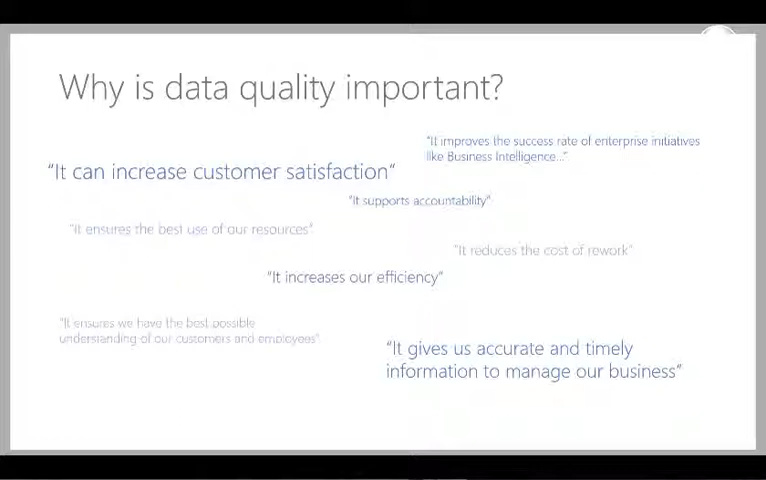 Why is data quality important?
"It improves the success rate of enterprise initiatives
like Business Intelligence..."
"It can increase customer satisfaction"
"It supports accountability"
"It ensures the best use of our resources"
"It reduces the cost of rework"
"It increases our efficiency"
"It ensures we have the best possible
understanding of our customers and employees"
"It gives us accurate and timely
information to manage our business"